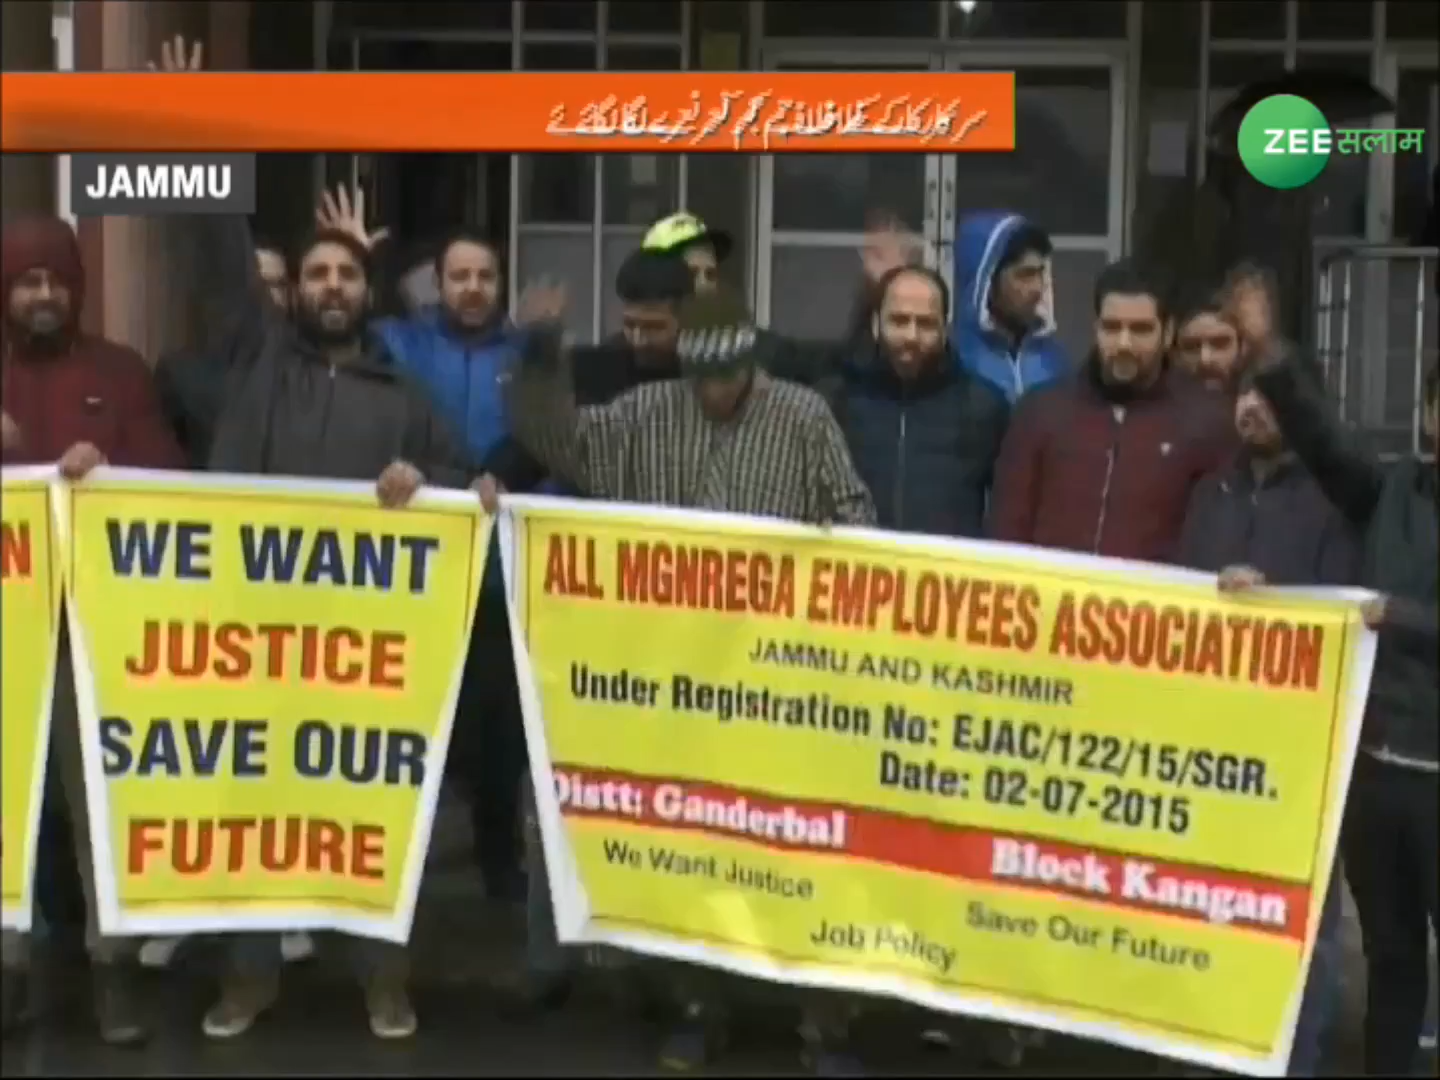 ZEE सलाम
JAMMU
N
WE WANT
JUSTICE
SAVE OUR
FUTURE
ALL MGNREGA EMPLOYEES ASSOCIATION
JAMMU AND KASHMIR
Under Registration No: EJAC/122/15/SGR.
Date: 02-07-2015
Distt: Ganderbal Block Kangan
We Want Justice Save Our Future
Job Policy